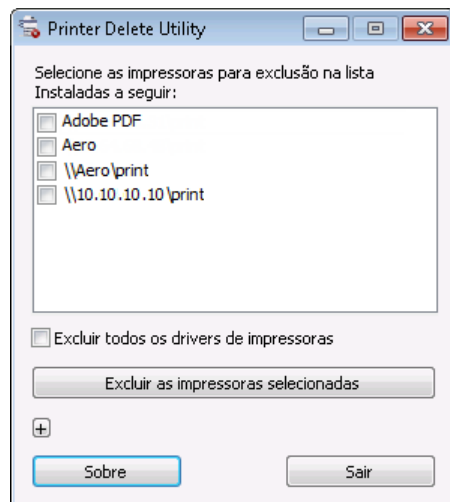 Printer Delete Utility
Selecione as impressoras para exclusão na lista
Instaladas a seguir:
Adobe PDF
Aero
\\Aero\print
\\10.10.10.10\print
Excluir todos os drivers de impressoras
Excluir as impressoras selecionadas
Sobre
Sair